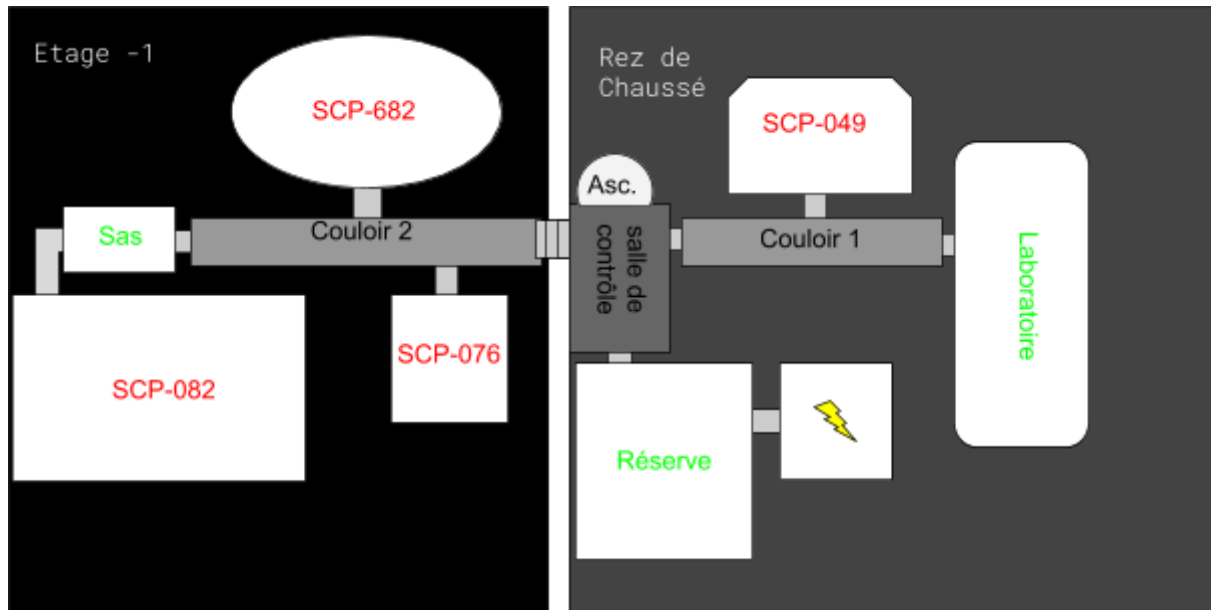 Etage -1
SCP-682
Sas
Couloir 2
SCP-082
SCP-076
Rez de
Chaussé
SCP-049
Asc.
salle de
contrôle
Couloir 1
Laboratoire
Réserve